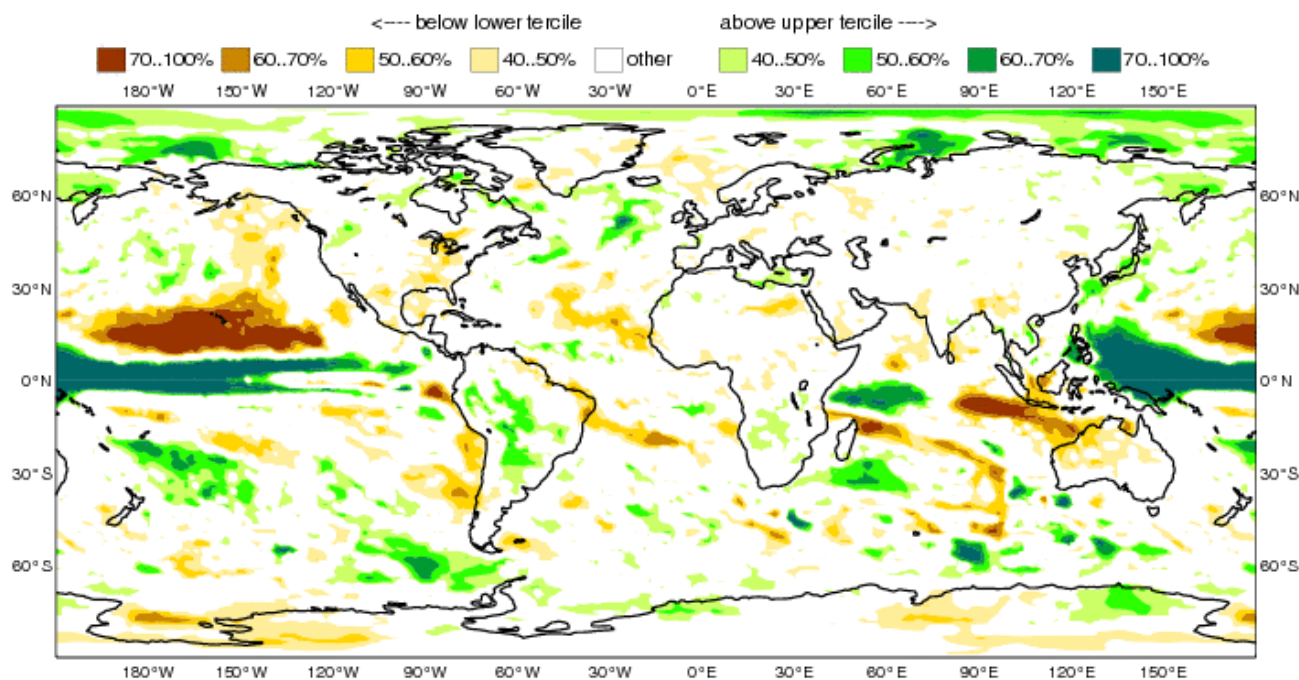 <---- below lower tercile above upper tercile ---->
70..100% 60..70% 50..60% 40..50% other 40..50% 50..60% 60..70% 70..100%
180°W 150°W 120°W 90°W 60°W 30°W 0°E 30°E 60°E 90°E 120°E 150°E
60°N 60°N
30°N 30°N
0°N 0°N
30°S 30°S
60°S 60°S
180°W 150°W 120°W 90°W 60°W 30°W 0°E 30°E 60°E 90°E 120°E 150°E